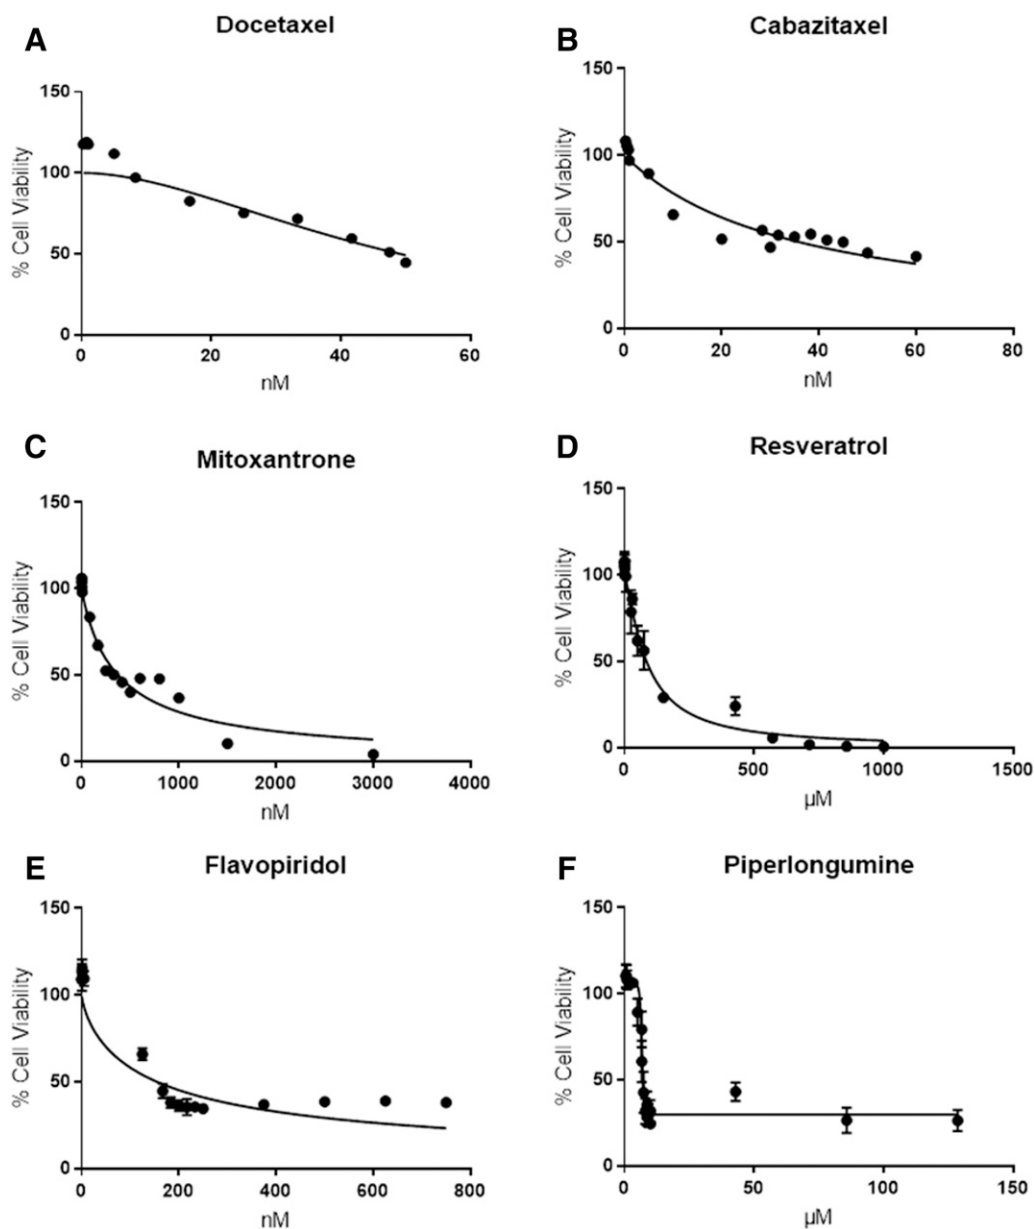 A
Docetaxel
150
100
50
0
% Cell Viability
0 20 40 60
nM
B
Cabazitaxel
150
100
50
0
% Cell Viability
0 20 40 60 80
nM
C
Mitoxantrone
150
100
50
0
% Cell Viability
0 1000 2000 3000 4000
nM
D
Resveratrol
150
100
50
0
% Cell Viability
0 500 1000 1500
µM
E
Flavopiridol
150
100
50
0
% Cell Viability
0 200 400 600 800
nM
F
Piperlongumine
150
100
50
0
% Cell Viability
0 50 100 150
µM